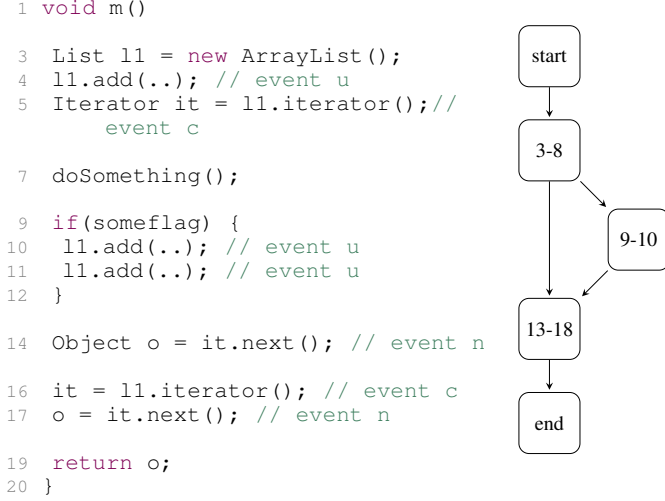 1 void m()
3 List l1 = new ArrayList();
4 l1.add(..); // event u
5 Iterator it = l1.iterator();//
event c
7 doSomething();
9 if(someflag) {
10 l1.add(..); // event u
11 l1.add(..); // event u
12 }
14 Object o = it.next(); // event n
16 it = l1.iterator(); // event c
17 o = it.next(); // event n
19 return o;
20 }
start
3-8
9-10
13-18
end